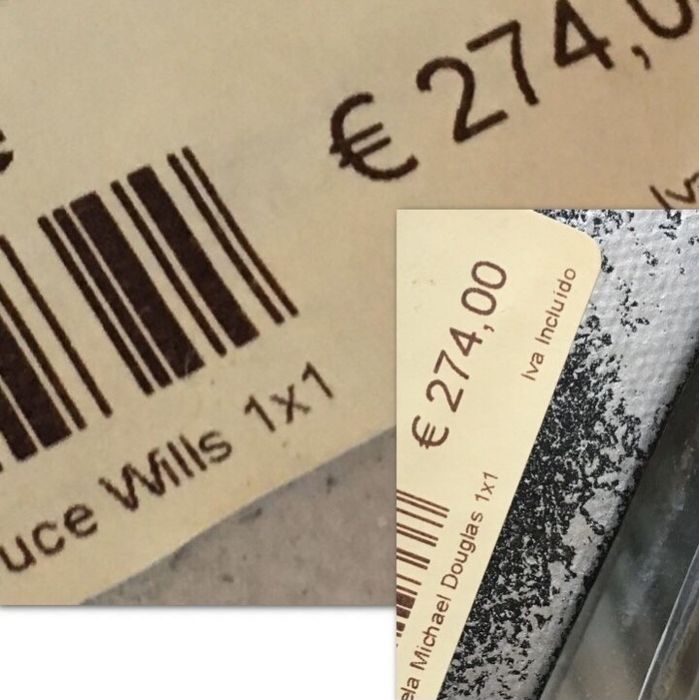 € 274,0
uce Wills 1x1
€ 274,00
Iva Incluido
ela Michael Douglas 1x1